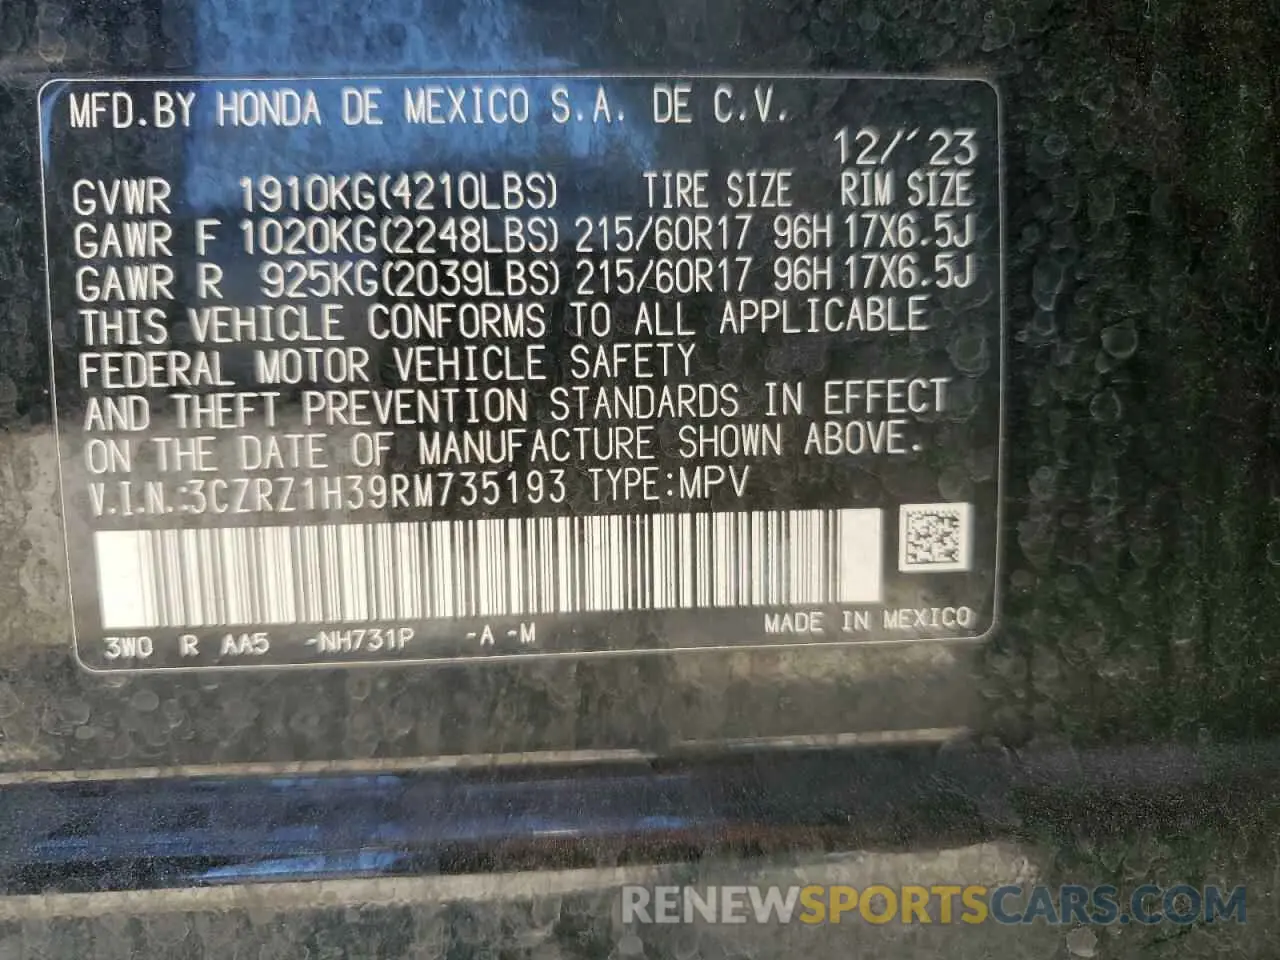 MFD.BY HONDA DE MEXICO S.A. DE C.V.
12/'23
GVWR 1910KG(4210LBS) TIRE SIZE RIM SIZE
GAWR F 1020KG(2248LBS) 215/60R17 96H 17X6.5J
GAWR R 925KG(2039LBS) 215/60R17 96H 17X6.5J
THIS VEHICLE CONFORMS TO ALL APPLICABLE
FEDERAL MOTOR VEHICLE SAFETY
AND THEFT PREVENTION STANDARDS IN EFFECT
ON THE DATE OF MANUFACTURE SHOWN ABOVE.
V.I.N.:3CZRZ1H39RM735193 TYPE:MPV
MADE IN MEXICO
3W0 R AA5 -NH731P -A -M
RENEWSPORTSCARS.COM